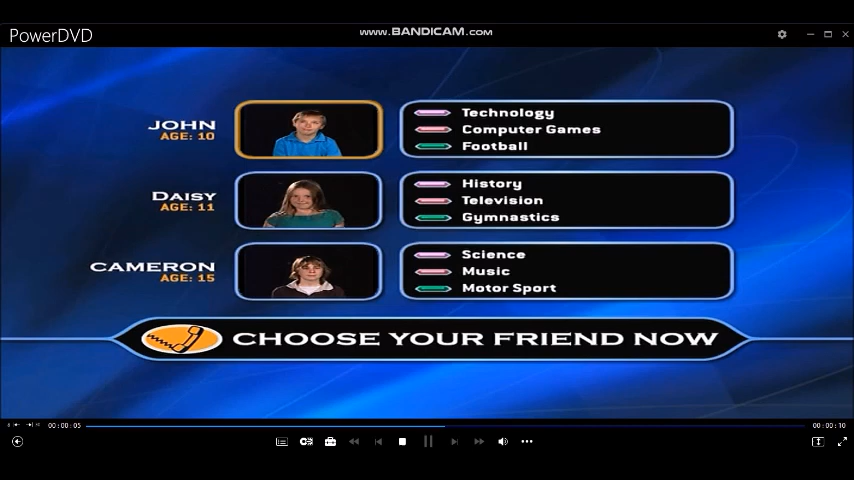 PowerDVD
www.BANDICAM.com
JOHN
AGE: 10
Technology
Computer Games
Football
DAISY
AGE: 11
History
Television
Gymnastics
CAMERON
AGE: 15
Science
Music
Motor Sport
CHOOSE YOUR FRIEND NOW
00:00:05
00:00:10